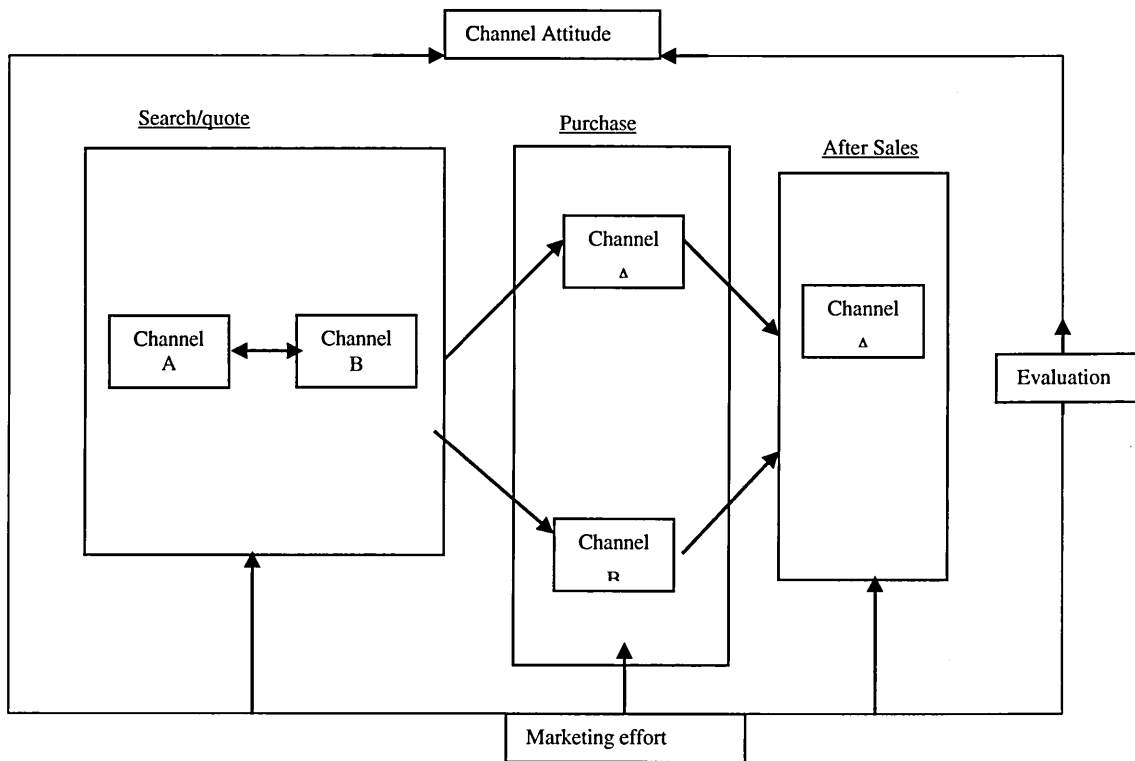 Channel Attitude
Search/quote
Purchase
After Sales
Channel
Channel
Channel
A
Channel
B
Evaluation
Channel
Marketing effort